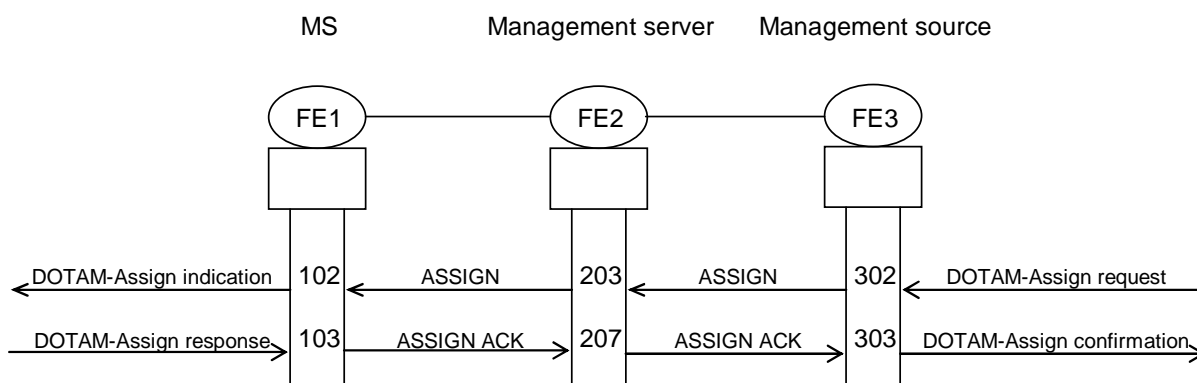 MS Management server Management source
FE1 FE2 FE3
DOTAM-Assign indication 102 ASSIGN 203 ASSIGN 302 DOTAM-Assign request
DOTAM-Assign response 103 ASSIGN ACK 207 ASSIGN ACK 303 DOTAM-Assign confirmation